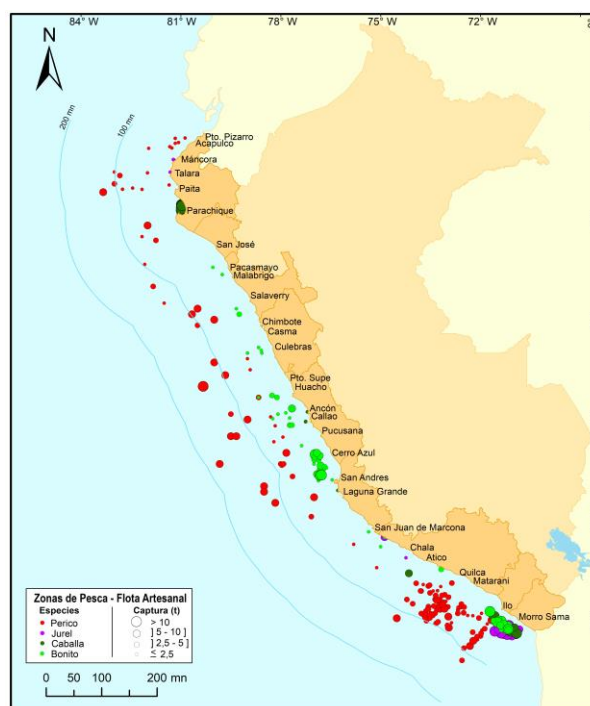 84° W
81°W
78° W
75° W
72° W
N
200 mn
100 mn
Pto. Pizarro
Acapulco
Máncora
Talara
Paita
Parachique
San José
Pacasmayo
Malabrigo
Salaverry
Chimbote
Casma
Culebras
Pto. Supe
Huacho
Ancón
Callao
Pucusana
Cerro Azul
San Andres
Laguna Grande
San Juan de Marcona
Chala
Atico
Quilca
Matarani
Ilo
Morro Sama
Zonas de Pesca - Flota Artesanal
Especies Captura (t)
Perico > 10
Jurel ] 5 - 10 ]
Caballa ] 2,5 - 5 ]
Bonito ≤ 2,5
0 50 100 200 mn